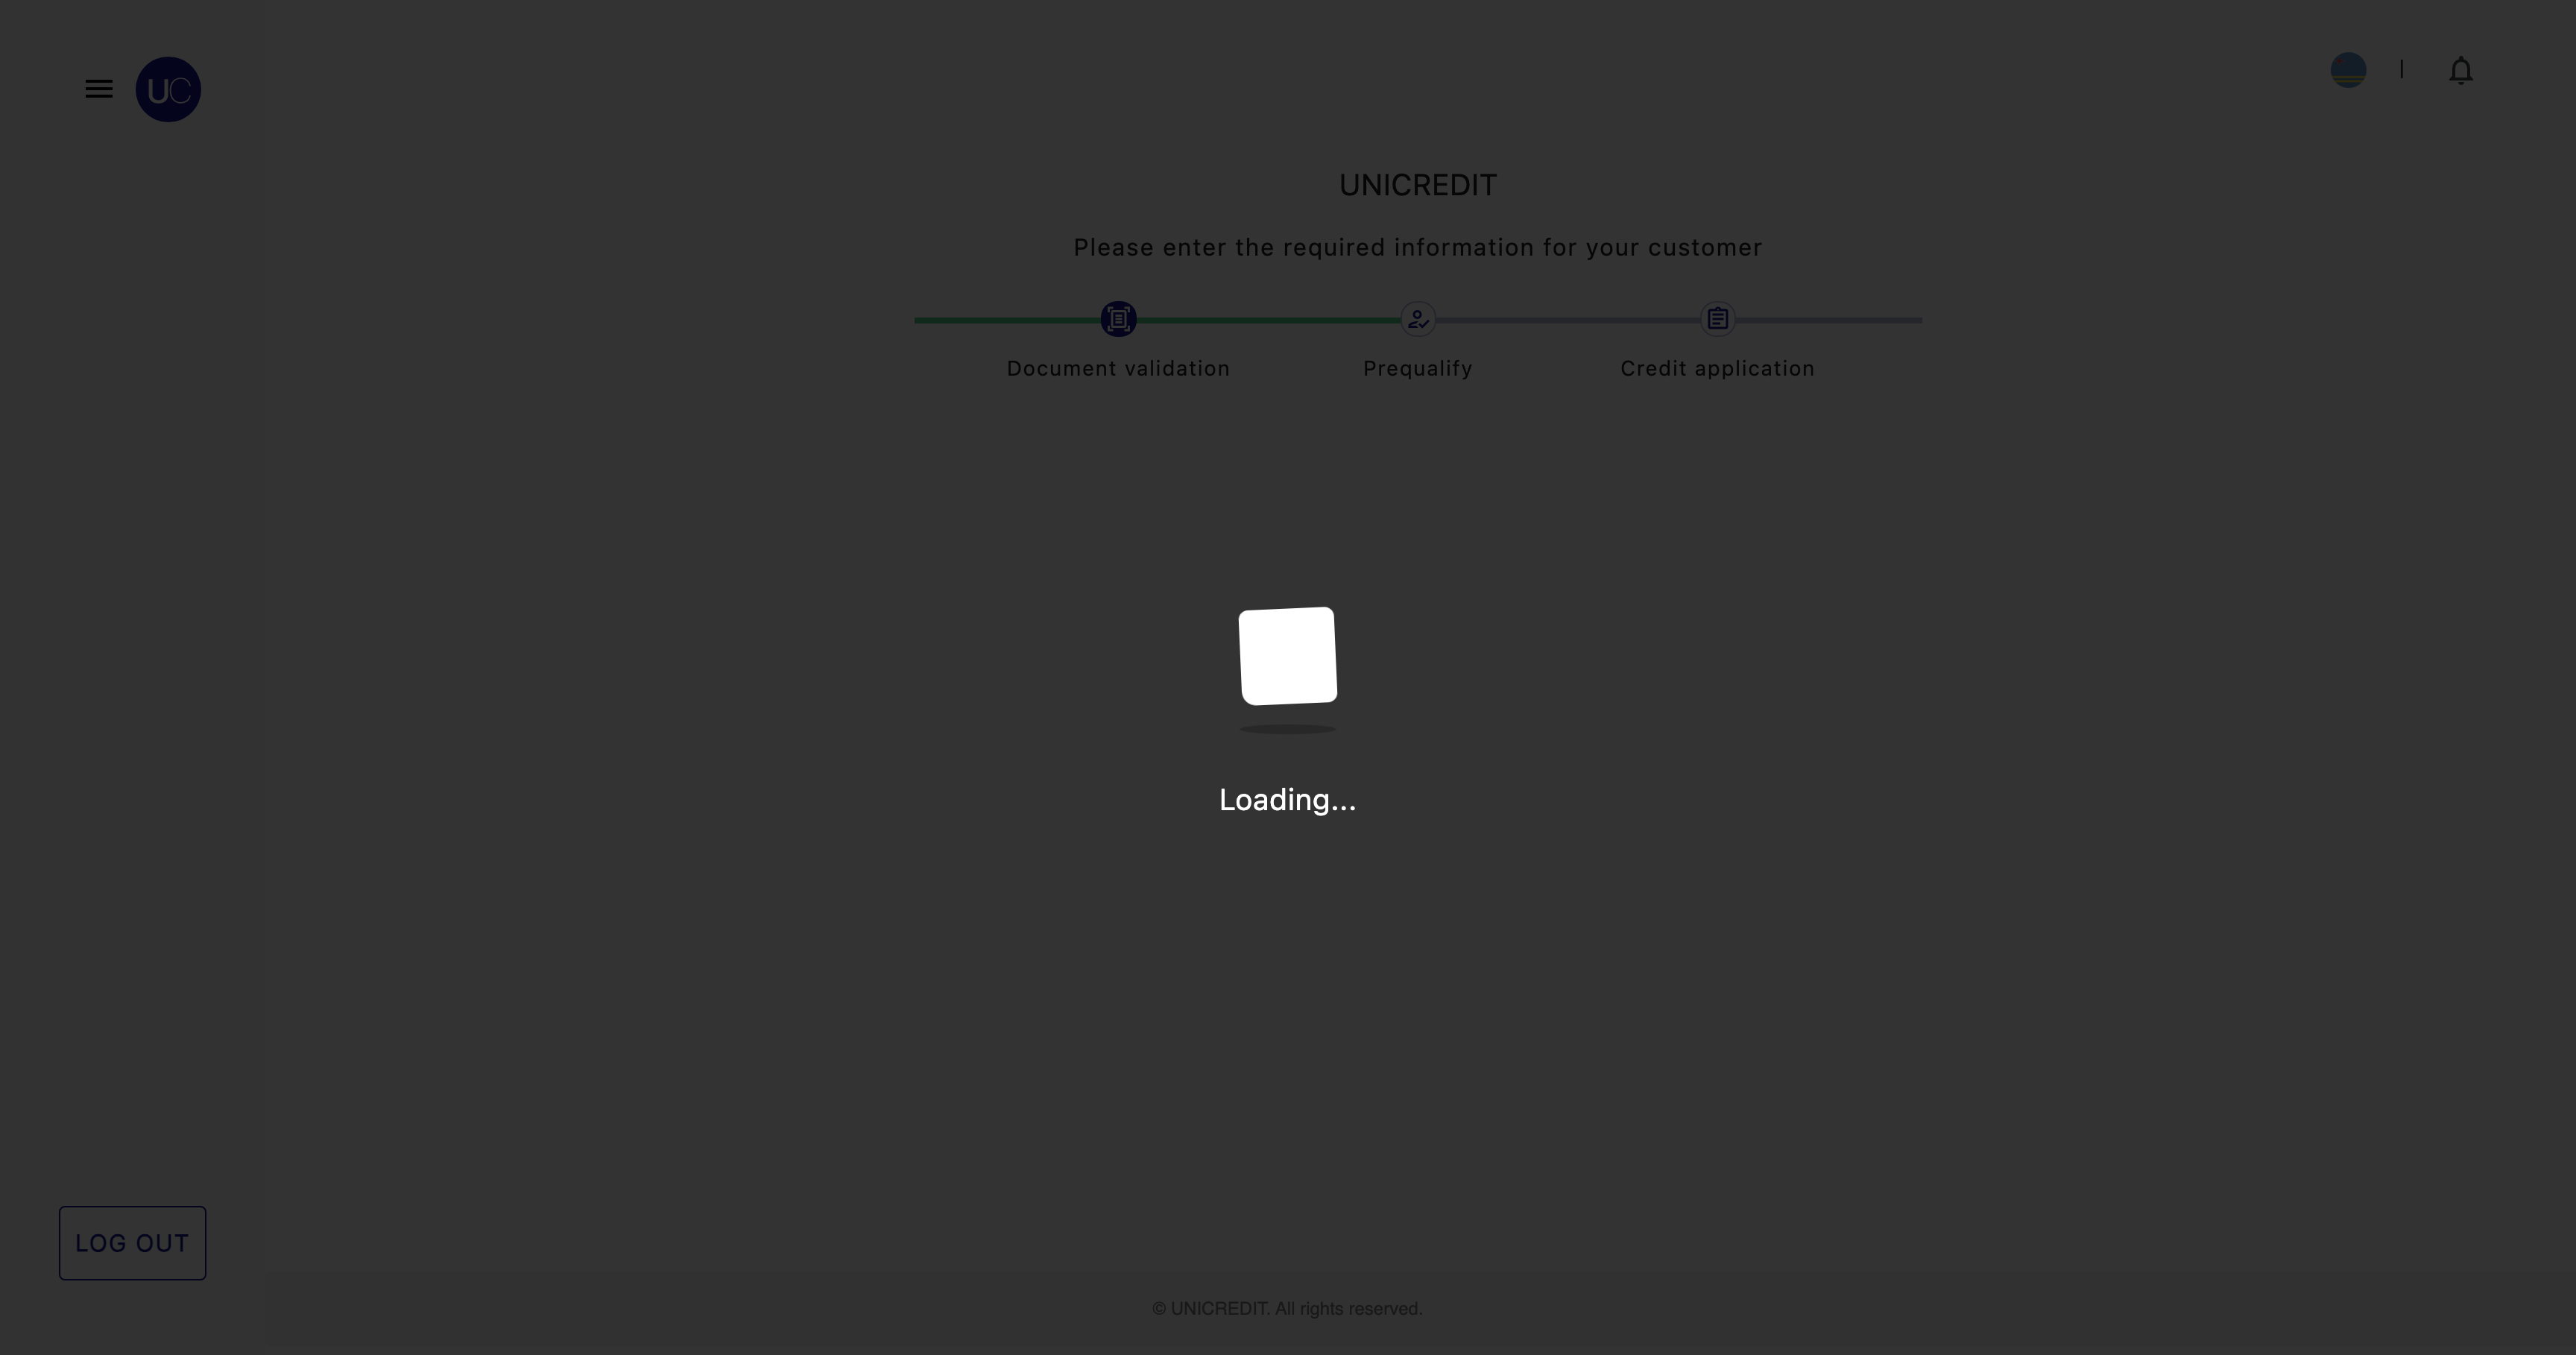 UC
UNICREDIT
Please enter the required information for your customer
Document validation
Prequalify
Credit application
Loading...
LOG OUT
© UNICREDIT. All rights reserved.